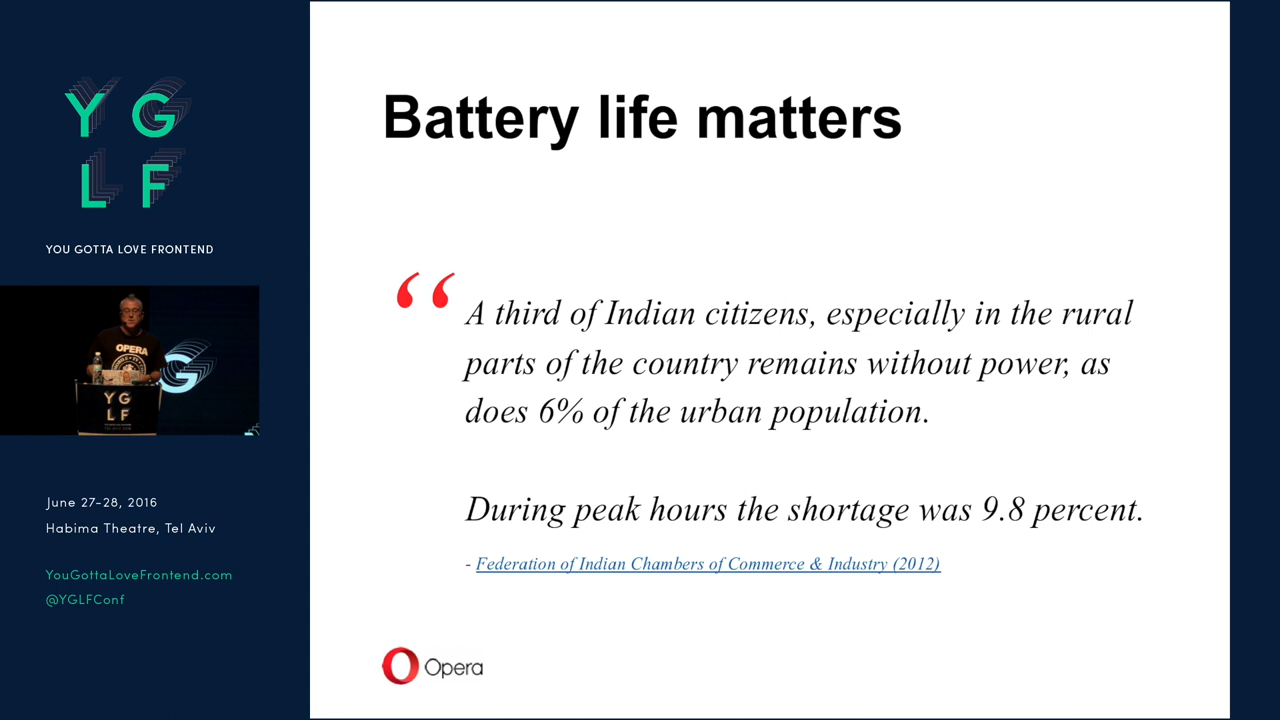 Y G
L F
YOU GOTTA LOVE FRONTEND
OPERA
G
Y G
L F
June 27-28, 2016
Habima Theatre, Tel Aviv
YouGottaLoveFrontend.com
@YGLFConf
Battery life matters
“ A third of Indian citizens, especially in the rural
parts of the country remains without power, as
does 6% of the urban population.
During peak hours the shortage was 9.8 percent.
- Federation of Indian Chambers of Commerce & Industry (2012)
Opera